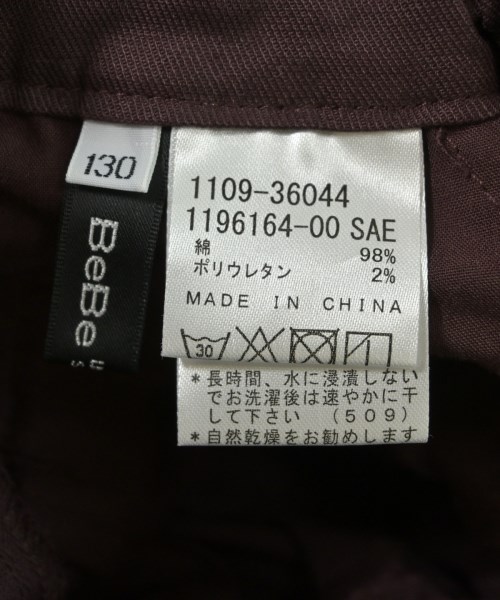 130
BeBe
1109-36044
1196164-00 SAE
綿 98%
ポリウレタン 2%
MADE IN CHINA
30
*長時間、水に浸漬しない
でお洗濯後は速やかに干
して下さい (509)
*自然乾燥をお勧めします